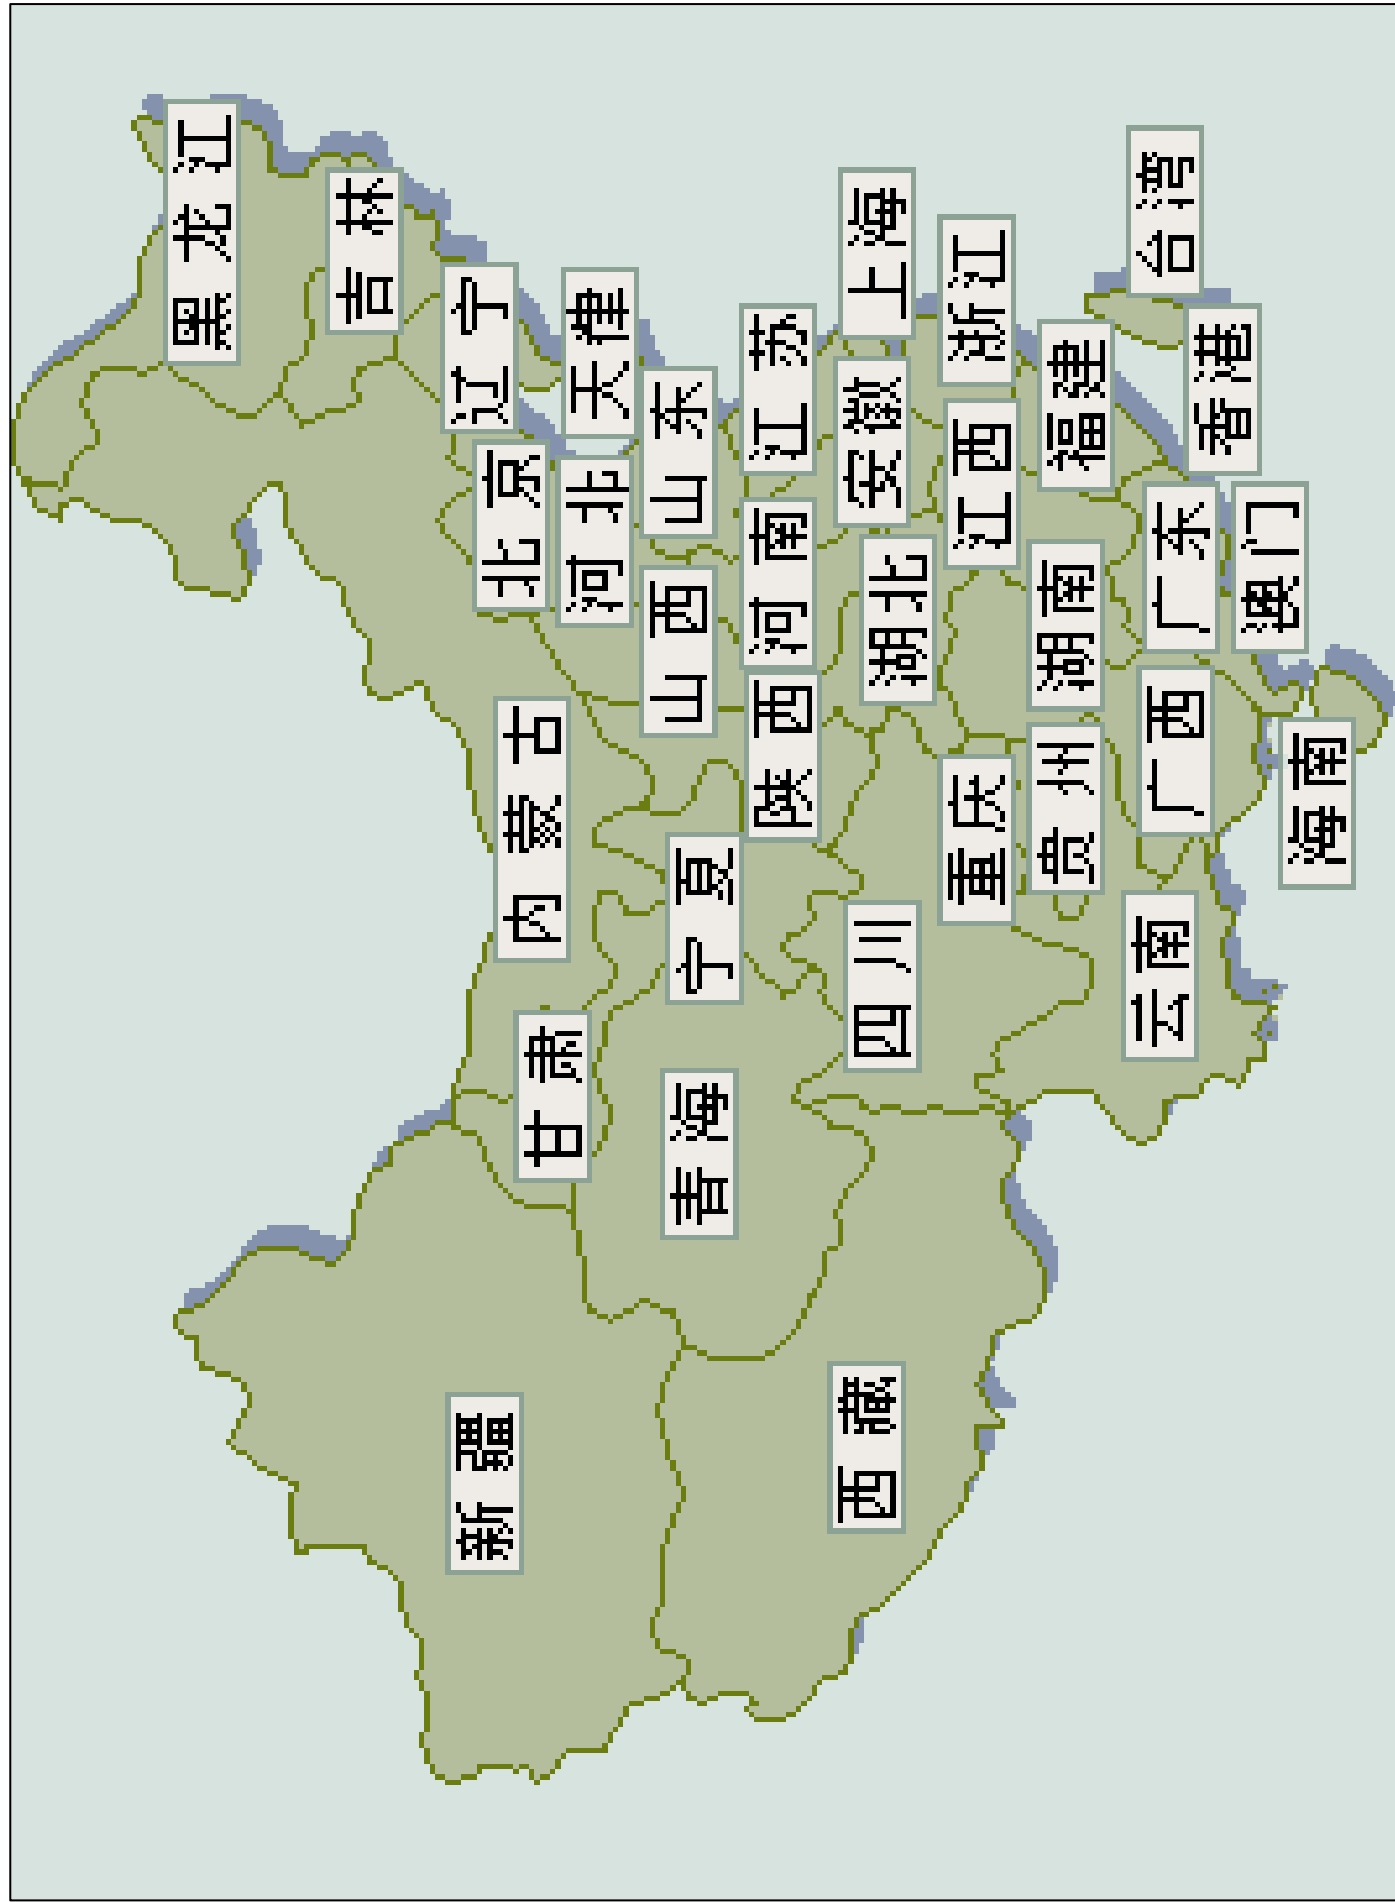 黑龙江
吉林
辽宁
内蒙古
新疆
北京
天津
河北
甘肃
山东
山西
宁夏
青海
江苏
河南
陕西
上海
安徽
湖北
四川
西藏
浙江
江西
重庆
福建
湖南
贵州
台湾
香港
广东
广西
云南
澳门
海南